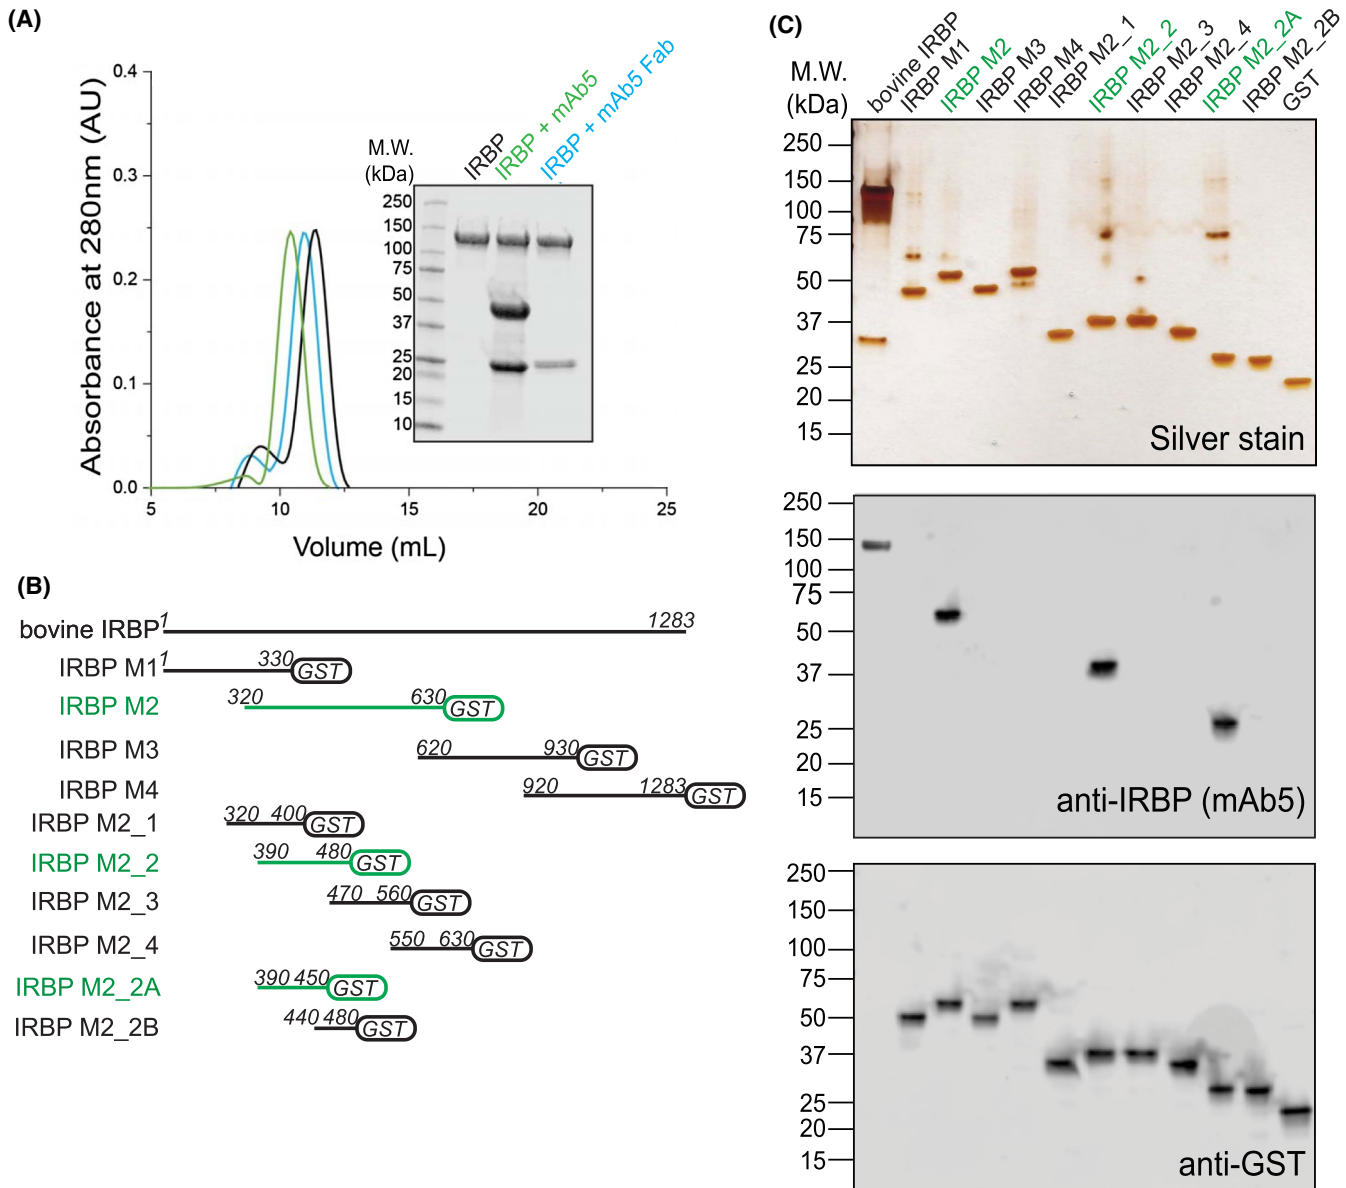 (A)
Absorbance at 280nm (AU)
0.4
0.3
0.2
0.1
0.0
5
10
15
20
25
Volume (mL)
M.W.
(kDa)
IRBP
IRBP + mAb5
IRBP + mAb5 Fab
250
150
100
75
50
37
25
20
15
10
(B)
bovine IRBP 1 1283
IRBP M1 1 330 GST
IRBP M2 320 630 GST
IRBP M3 620 930 GST
IRBP M4 920 1283 GST
IRBP M2_1 320 400 GST
IRBP M2_2 390 480 GST
IRBP M2_3 470 560 GST
IRBP M2_4 550 630 GST
IRBP M2_2A 390 450 GST
IRBP M2_2B 440 480 GST
(C)
M.W.
(kDa)
bovine IRBP
IRBP M1
IRBP M2
IRBP M3
IRBP M4
IRBP M2_1
IRBP M2_2
IRBP M2_3
IRBP M2_4
IRBP M2_2A
IRBP M2_2B
GST
250
150
100
75
50
37
25
20
15
Silver stain
250
150
100
75
50
37
25
20
15
anti-IRBP (mAb5)
250
150
100
75
50
37
25
20
15
anti-GST